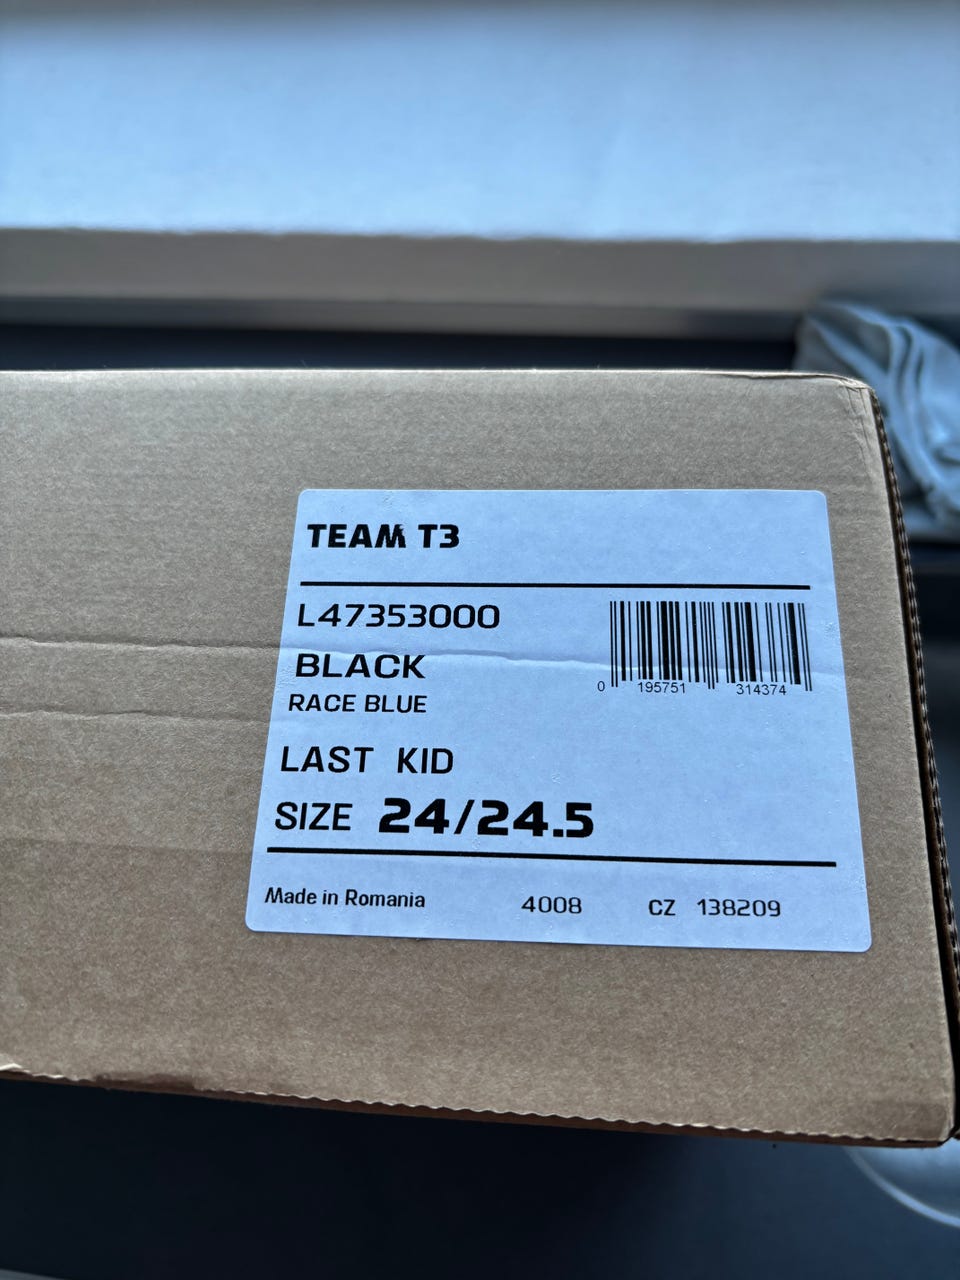 TEAM T3
L47353000
BLACK
RACE BLUE
0 195751 314374
LAST KID
SIZE 24/24.5
Made in Romania 4008 CZ 138209